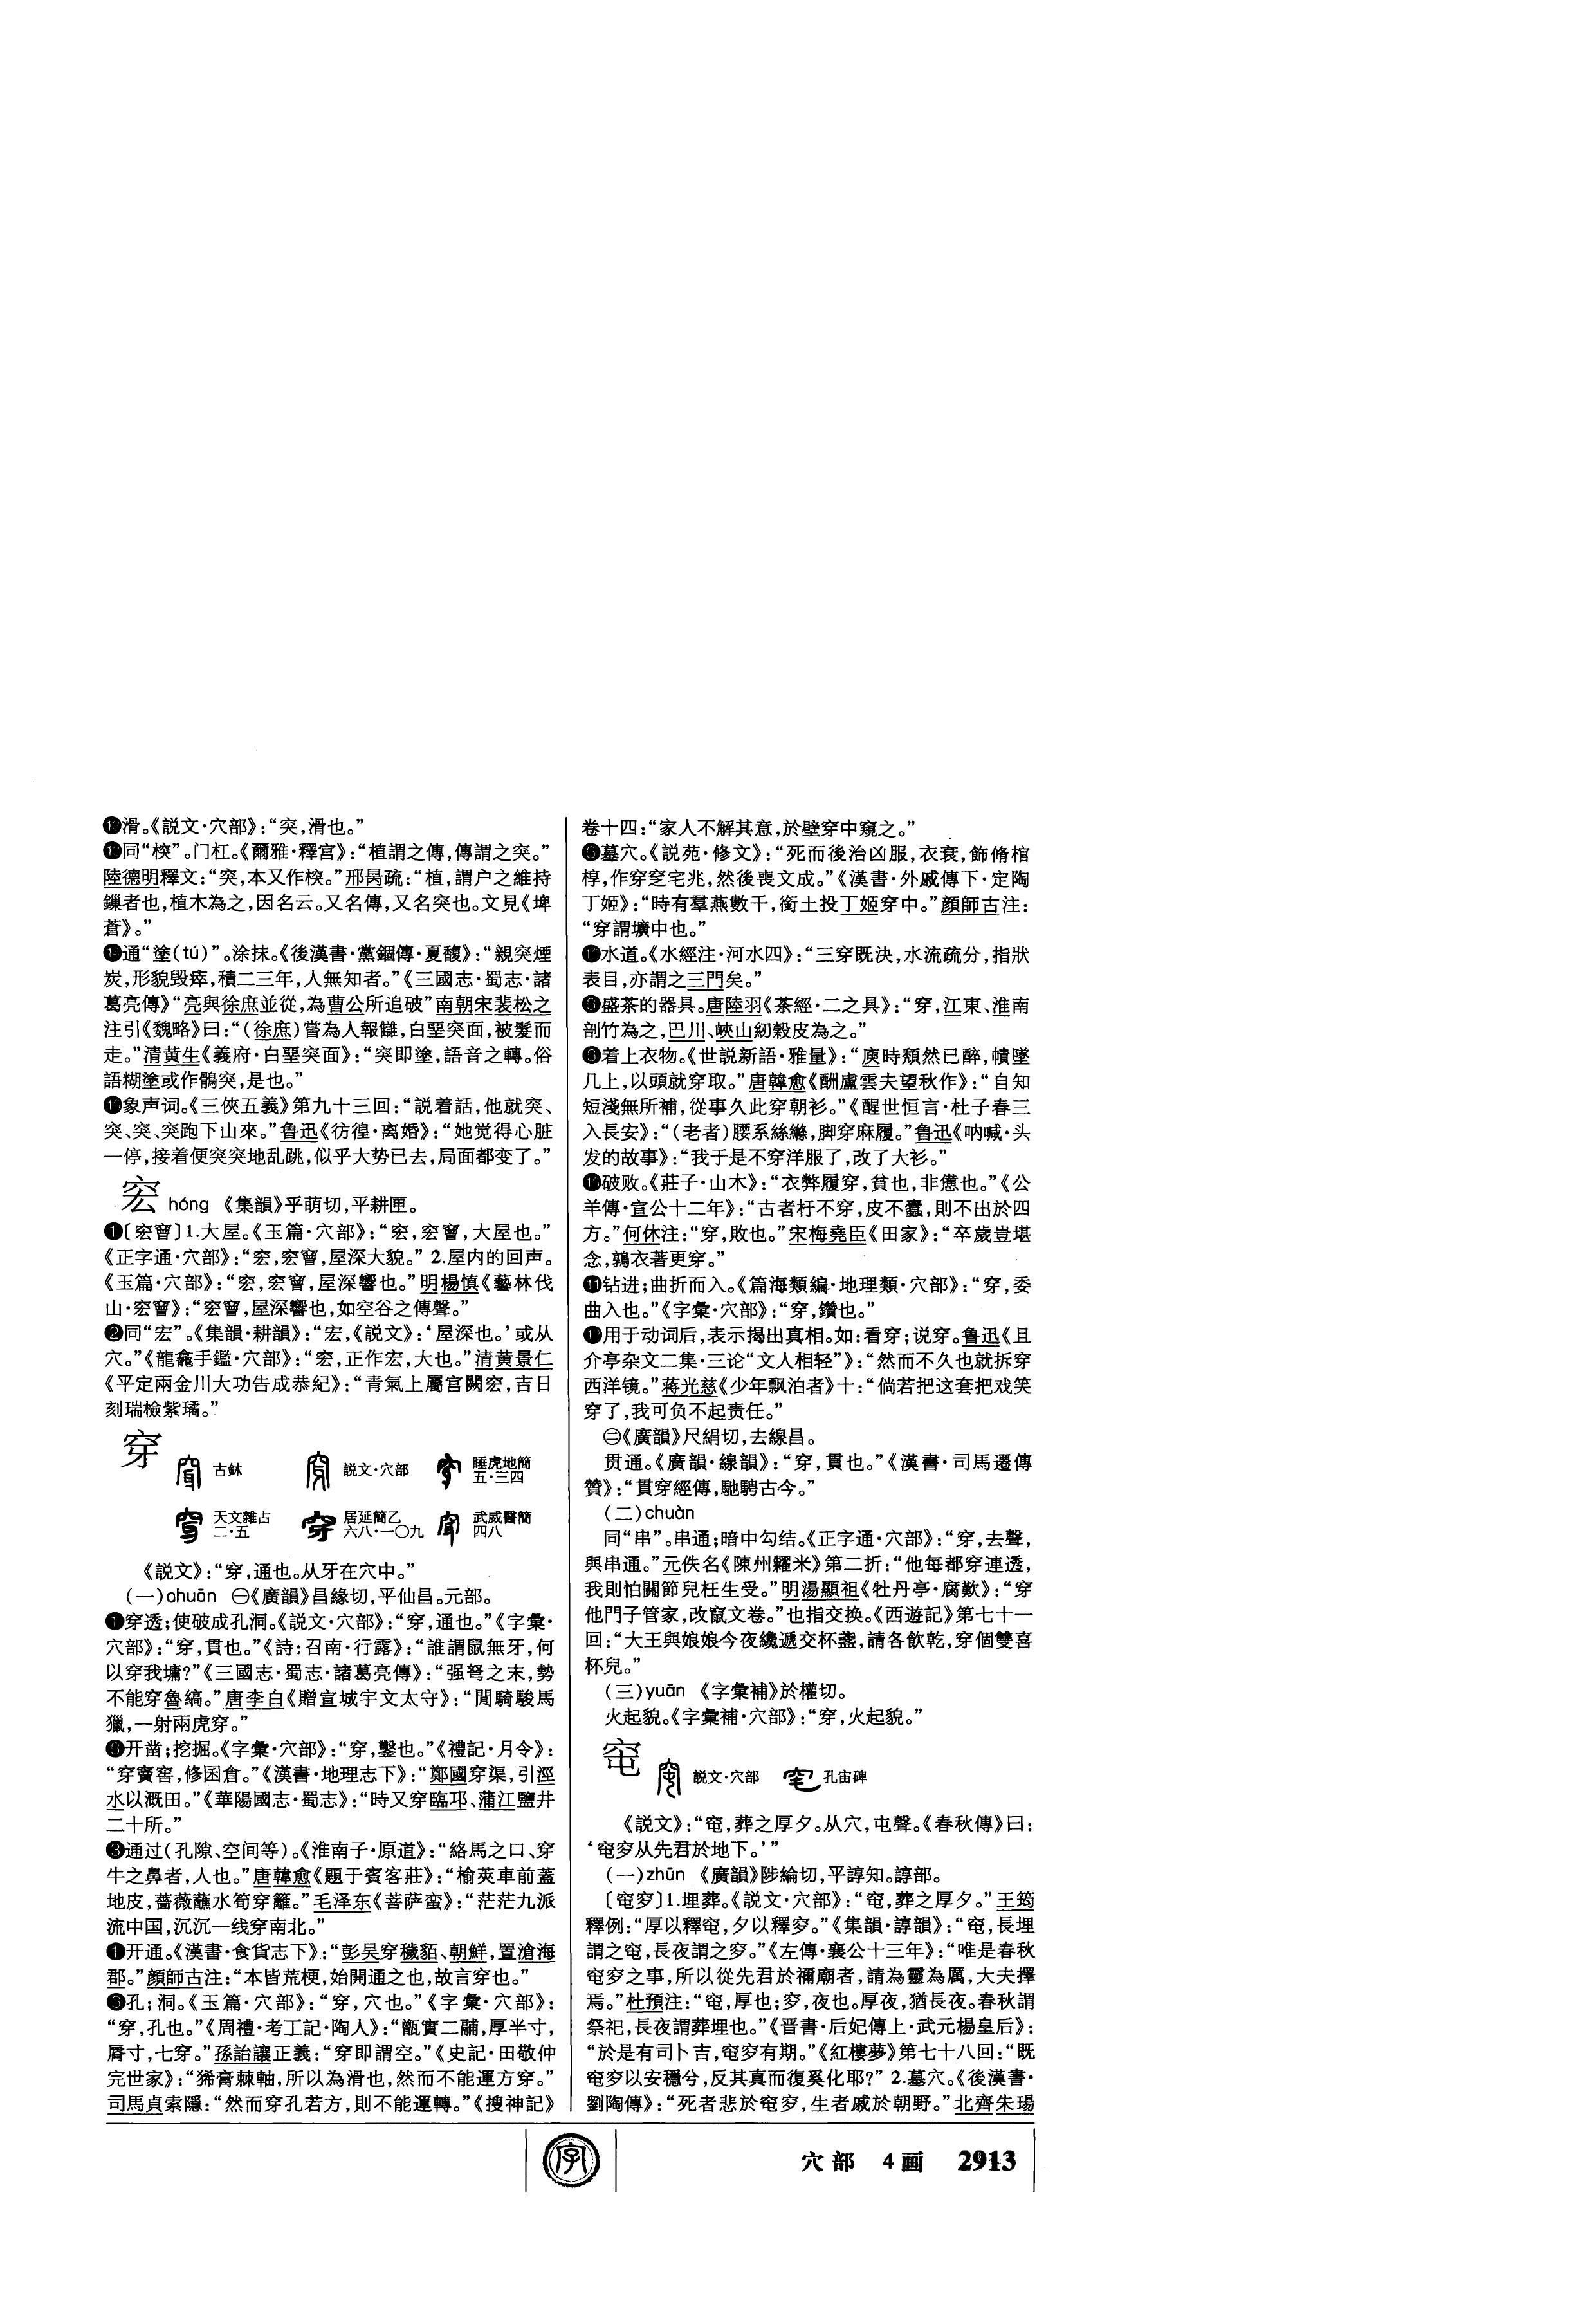 ⓬滑。《説文·穴部》：“突，滑也。”
⓭同“㮌”。门杠。《爾雅·釋宫》：“植謂之傳，傳謂之突。”
陸德明釋文：“突，本又作㮌。”邢昺疏：“植，謂户之維持
鏁者也，植木為之，因名云。又名傳，又名突也。文見《埤
蒼》。”
⓮通“塗(tú)”。涂抹。《後漢書·黨錮傳·夏馥》：“親突煙
炭，形貌毁瘁，積二三年，人無知者。”《三國志·蜀志·諸
葛亮傳》“亮與徐庶並從，為曹公所追破”南朝宋裴松之
注引《魏略》曰：“(徐庶)嘗為人報讎，白堊突面，被髮而
走。”清黄生《義府·白堊突面》：“突即塗，語音之轉。俗
語糊塗或作鶻突，是也。”
⓯象声词。《三俠五義》第九十三回：“説着話，他就突、
突、突、突跑下山來。”鲁迅《彷徨·离婚》：“她觉得心脏
一停，接着便突突地乱跳，似乎大势已去，局面都变了。”
宖 hóng 《集韻》乎萌切，平耕匣。
❶〔宖㝫〕1.大屋。《玉篇·穴部》：“宖，宖㝫，大屋也。”
《正字通·穴部》：“宖，宖㝫，屋深大貌。” 2.屋内的回声。
《玉篇·穴部》：“宖，宖㝫，屋深響也。”明楊慎《藝林伐
山·宖㝫》：“宖㝫，屋深響也，如空谷之傳聲。”
❷同“宏”。《集韻·耕韻》：“宏，《説文》：‘屋深也。’或从
穴。”《龍龕手鑑·穴部》：“宖，正作宏，大也。”清黄景仁
《平定兩金川大功告成恭紀》：“青氣上屬宫闕宖，吉日
刻瑞檢紫璚。”
穿 古鉨 説文·穴部 睡虎地簡五·三四
天文雜占二·五 居延簡乙六八·一〇九 武威醫簡四八
《説文》：“穿，通也。从牙在穴中。”
(一)chuān ㊀《廣韻》昌緣切，平仙昌。元部。
❶穿透；使破成孔洞。《説文·穴部》：“穿，通也。”《字彙·
穴部》：“穿，貫也。”《詩·召南·行露》：“誰謂鼠無牙，何
以穿我墉？”《三國志·蜀志·諸葛亮傳》：“强弩之末，勢
不能穿魯縞。”唐李白《贈宣城宇文太守》：“閒騎駿馬
獵，一射兩虎穿。”
❷开凿；挖掘。《字彙·穴部》：“穿，鑿也。”《禮記·月令》：
“穿竇窖，修囷倉。”《漢書·地理志下》：“鄭國穿渠，引涇
水以溉田。”《華陽國志·蜀志》：“時又穿臨邛、蒲江鹽井
二十所。”
❸通过(孔隙、空间等)。《淮南子·原道》：“絡馬之口、穿
牛之鼻者，人也。”唐韓愈《題于賓客莊》：“榆莢車前蓋
地皮，薔薇蘸水筍穿籬。”毛泽东《菩萨蛮》：“茫茫九派
流中国，沉沉一线穿南北。”
❹开通。《漢書·食貨志下》：“彭吴穿穢貊、朝鮮，置滄海
郡。”顔師古注：“本皆荒梗，始開通之也，故言穿也。”
❺孔；洞。《玉篇·穴部》：“穿，穴也。”《字彙·穴部》：
“穿，孔也。”《周禮·考工記·陶人》：“甑實二鬴，厚半寸，
脣寸，七穿。”孫詒讓正義：“穿即謂空。”《史記·田敬仲
完世家》：“狶膏棘軸，所以為滑也，然而不能運方穿。”
司馬貞索隱：“然而穿孔若方，則不能運轉。”《搜神記》
卷十四：“家人不解其意，於壁穿中窺之。”
❻墓穴。《説苑·修文》：“死而後治凶服，衣衰，飾脩棺
椁，作穿窆宅兆，然後喪文成。”《漢書·外戚傳下·定陶
丁姬》：“時有羣燕數千，銜土投丁姬穿中。”顔師古注：
“穿謂壙中也。”
❼水道。《水經注·河水四》：“三穿既決，水流疏分，指狀
表目，亦謂之三門矣。”
❽盛茶的器具。唐陸羽《茶經·二之具》：“穿，江東、淮南
剖竹為之，巴川、峽山紉榖皮為之。”
❾着上衣物。《世説新語·雅量》：“庾時頹然已醉，幘墜
几上，以頭就穿取。”唐韓愈《酬盧雲夫望秋作》：“自知
短淺無所補，從事久此穿朝衫。”《醒世恒言·杜子春三
入長安》：“(老者)腰系絲絛，脚穿麻履。”鲁迅《呐喊·头
发的故事》：“我于是不穿洋服了，改了大衫。”
❿破败。《莊子·山木》：“衣弊履穿，貧也，非憊也。”《公
羊傳·宣公十二年》：“古者杅不穿，皮不蠹，則不出於四
方。”何休注：“穿，敗也。”宋梅堯臣《田家》：“卒歲豈堪
念，鶉衣著更穿。”
⓫钻进；曲折而入。《篇海類編·地理類·穴部》：“穿，委
曲入也。”《字彙·穴部》：“穿，鑽也。”
⓬用于动词后，表示揭出真相。如：看穿；说穿。鲁迅《且
介亭杂文二集·三论“文人相轻”》：“然而不久也就拆穿
西洋镜。”蒋光慈《少年飘泊者》十：“倘若把这套把戏笑
穿了，我可负不起责任。”
㊁《廣韻》尺絹切，去線昌。
贯通。《廣韻·線韻》：“穿，貫也。”《漢書·司馬遷傳
贊》：“貫穿經傳，馳騁古今。”
(二)chuàn
同“串”。串通；暗中勾结。《正字通·穴部》：“穿，去聲，
與串通。”元佚名《陳州糶米》第二折：“他每都穿連透，
我則怕關節兒枉生受。”明湯顯祖《牡丹亭·腐歎》：“穿
他門子管家，改竄文卷。”也指交换。《西遊記》第七十一
回：“大王與娘娘今夜纔遞交杯盞，請各飲乾，穿個雙喜
杯兒。”
(三)yuān 《字彙補》於權切。
火起貌。《字彙補·穴部》：“穿，火起貌。”
窀 説文·穴部 孔宙碑
《説文》：“窀，葬之厚夕。从穴，屯聲。《春秋傳》曰：
‘窀穸从先君於地下。’”
(一)zhūn 《廣韻》陟綸切，平諄知。諄部。
〔窀穸〕1.埋葬。《説文·穴部》：“窀，葬之厚夕。”王筠
釋例：“厚以釋窀，夕以釋穸。”《集韻·諄韻》：“窀，長埋
謂之窀，長夜謂之穸。”《左傳·襄公十三年》：“唯是春秋
窀穸之事，所以從先君於禰廟者，請為靈為厲，大夫擇
焉。”杜預注：“窀，厚也；穸，夜也。厚夜，猶長夜。春秋謂
祭祀，長夜謂葬埋也。”《晋書·后妃傳上·武元楊皇后》：
“於是有司卜吉，窀穸有期。”《紅樓夢》第七十八回：“既
窀穸以安穩兮，反其真而復奚化耶？” 2.墓穴。《後漢書·
劉陶傳》：“死者悲於窀穸，生者戚於朝野。”北齊朱瑒
字
穴部 4画 2913